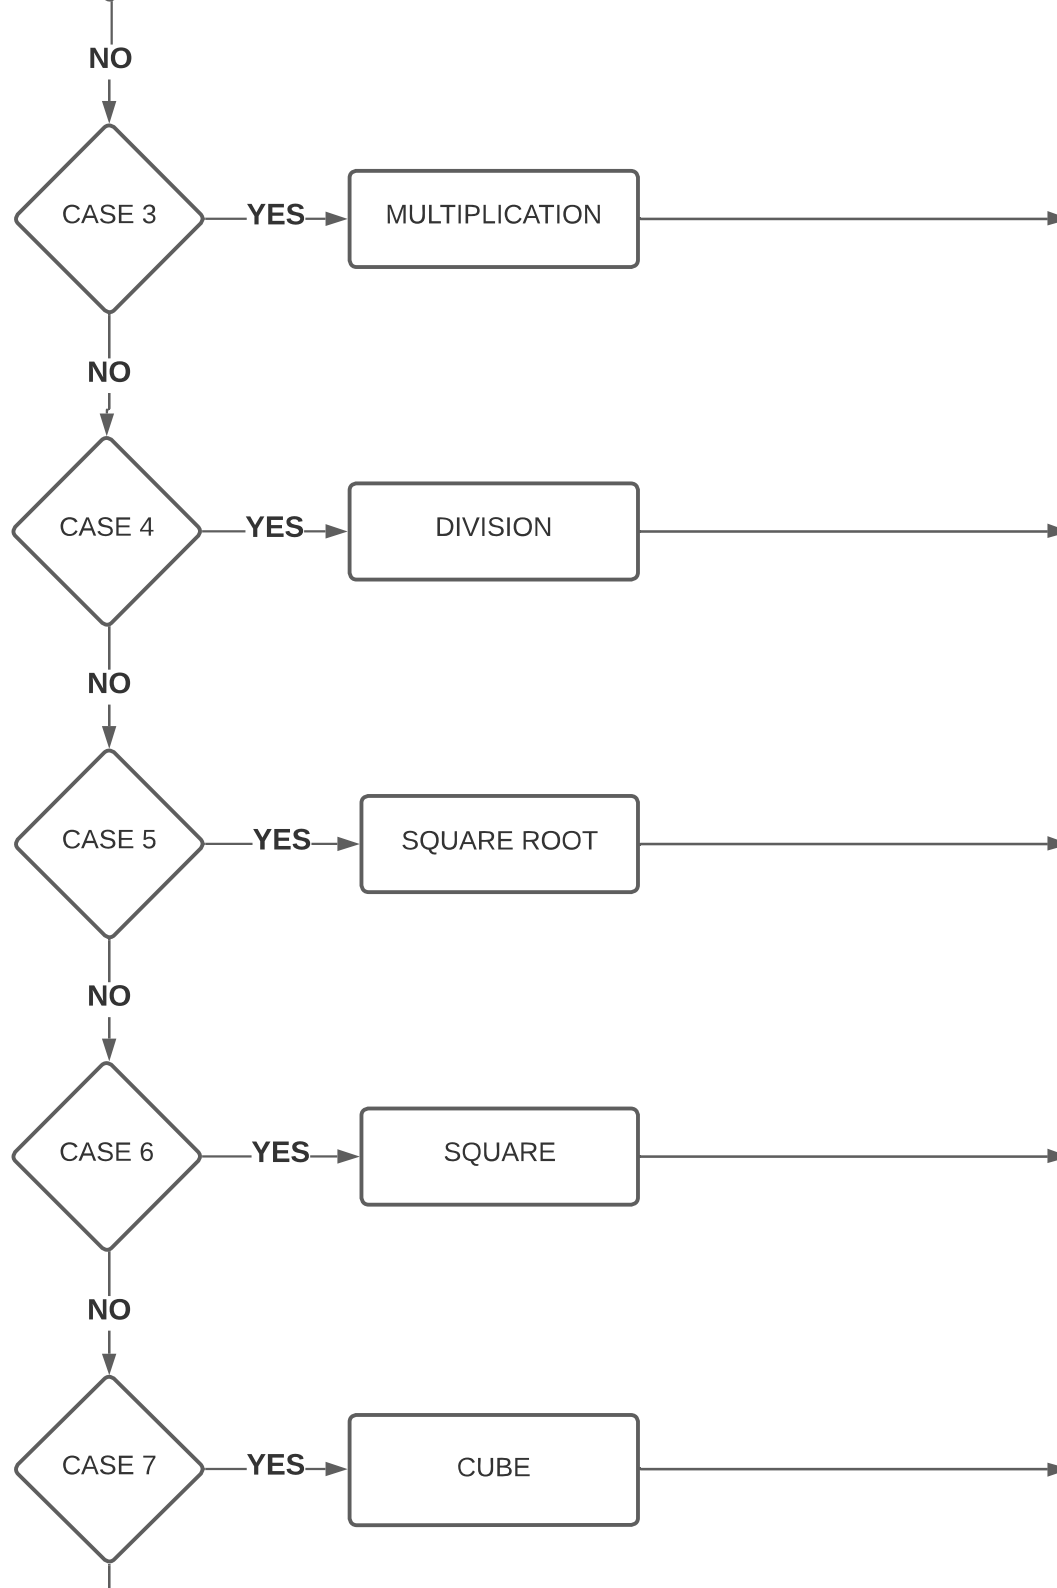 NO
CASE 3
YES
MULTIPLICATION
NO
CASE 4
YES
DIVISION
NO
CASE 5
YES
SQUARE ROOT
NO
CASE 6
YES
SQUARE
NO
CASE 7
YES
CUBE